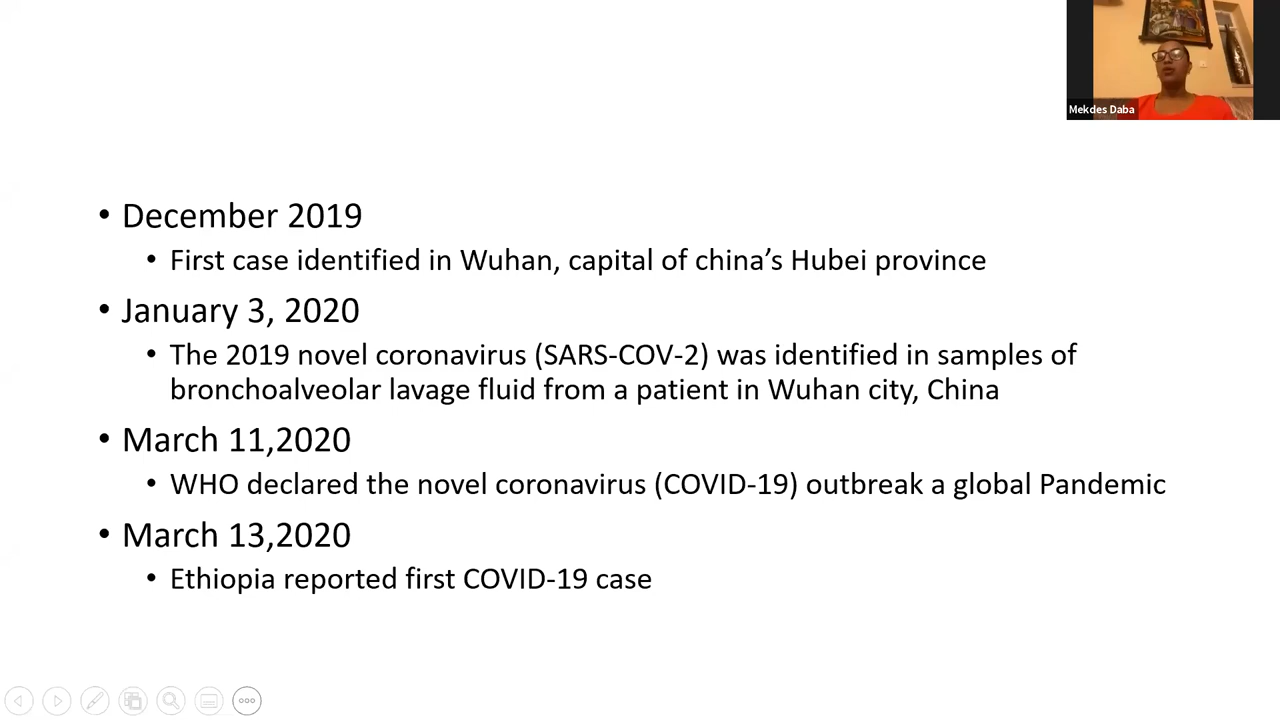 Mekdes Daba
• December 2019
• First case identified in Wuhan, capital of china’s Hubei province
• January 3, 2020
• The 2019 novel coronavirus (SARS-COV-2) was identified in samples of
bronchoalveolar lavage fluid from a patient in Wuhan city, China
• March 11,2020
• WHO declared the novel coronavirus (COVID-19) outbreak a global Pandemic
• March 13,2020
• Ethiopia reported first COVID-19 case